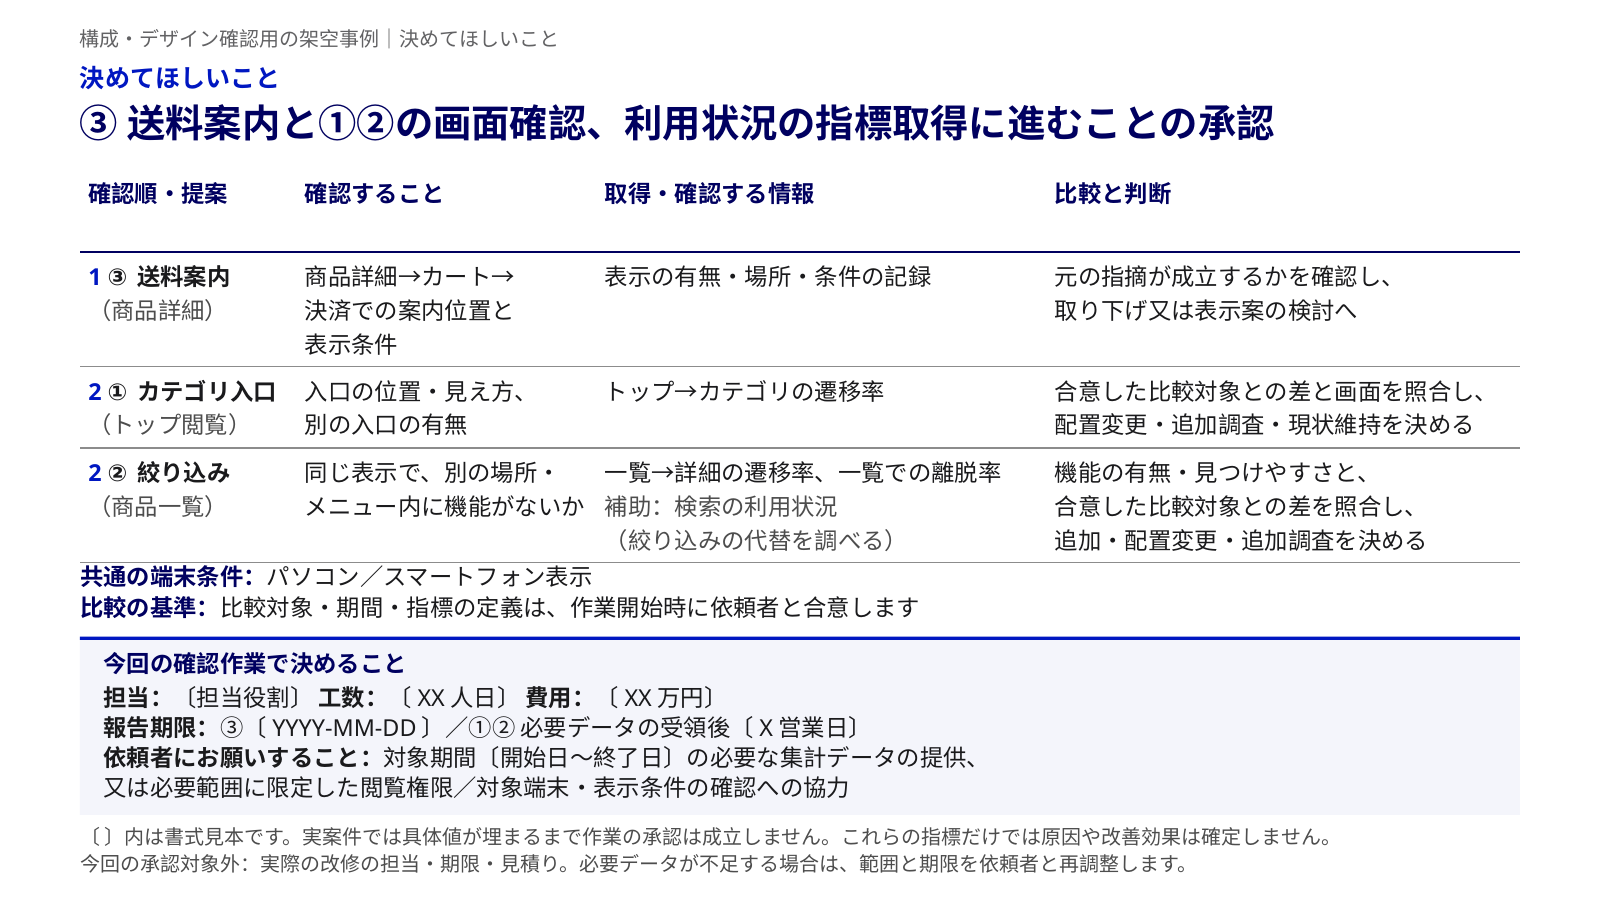 構成・デザイン確認用の架空事例｜決めてほしいこと
決めてほしいこと
③ 送料案内と①②の画面確認、利用状況の指標取得に進むことの承認
確認順・提案 確認すること 取得・確認する情報 比較と判断
1 ③ 送料案内 商品詳細→カート→ 表示の有無・場所・条件の記録 元の指摘が成立するかを確認し、
（商品詳細） 決済での案内位置と 取り下げ又は表示案の検討へ
表示条件
2 ① カテゴリ入口 入口の位置・見え方、 トップ→カテゴリの遷移率 合意した比較対象との差と画面を照合し、
（トップ閲覧） 別の入口の有無 配置変更・追加調査・現状維持を決める
2 ② 絞り込み 同じ表示で、別の場所・ 一覧→詳細の遷移率、一覧での離脱率 機能の有無・見つけやすさと、
（商品一覧） メニュー内に機能がないか 補助：検索の利用状況 合意した比較対象との差を照合し、
（絞り込みの代替を調べる） 追加・配置変更・追加調査を決める
共通の端末条件：パソコン／スマートフォン表示
比較の基準：比較対象・期間・指標の定義は、作業開始時に依頼者と合意します
今回の確認作業で決めること
担当：〔担当役割〕 工数：〔 XX 人日〕 費用：〔 XX 万円〕
報告期限：③〔 YYYY-MM-DD 〕／①② 必要データの受領後〔 X 営業日〕
依頼者にお願いすること：対象期間〔開始日〜終了日〕の必要な集計データの提供、
又は必要範囲に限定した閲覧権限／対象端末・表示条件の確認への協力
〔 〕内は書式見本です。実案件では具体値が埋まるまで作業の承認は成立しません。これらの指標だけでは原因や改善効果は確定しません。
今回の承認対象外：実際の改修の担当・期限・見積り。必要データが不足する場合は、範囲と期限を依頼者と再調整します。